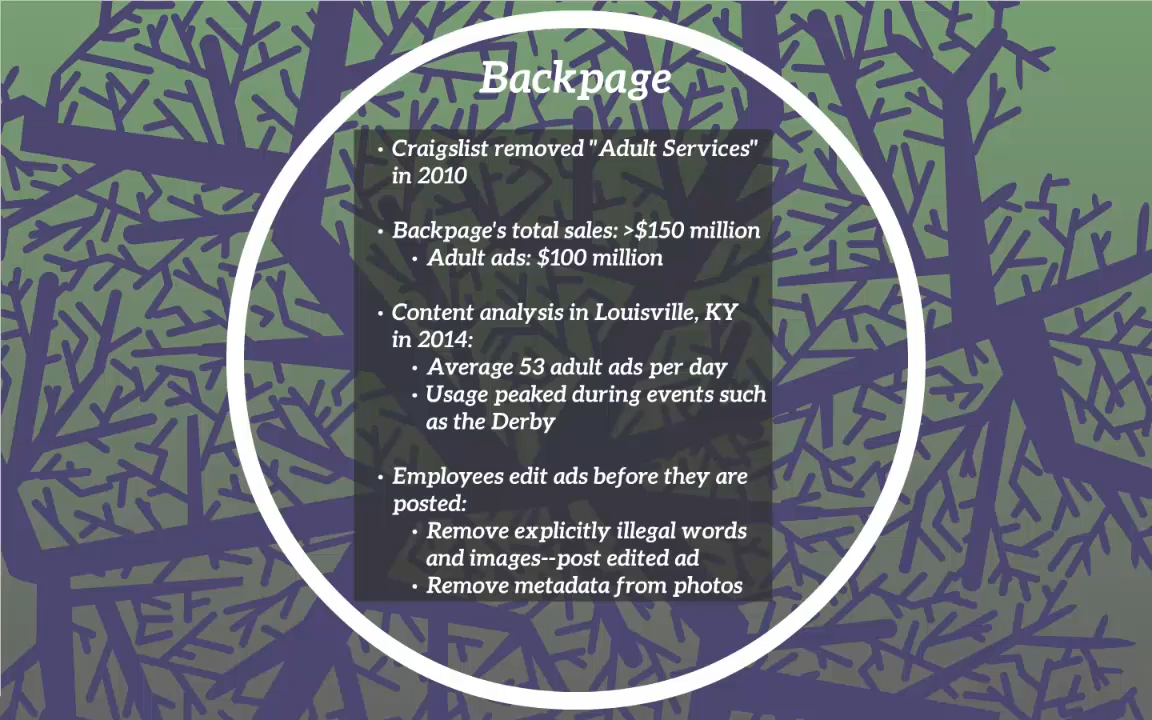 Backpage
• Craigslist removed "Adult Services"
in 2010
• Backpage's total sales: >$150 million
• Adult ads: $100 million
• Content analysis in Louisville, KY
in 2014:
• Average 53 adult ads per day
• Usage peaked during events such
as the Derby
• Employees edit ads before they are
posted:
• Remove explicitly illegal words
and images--post edited ad
• Remove metadata from photos